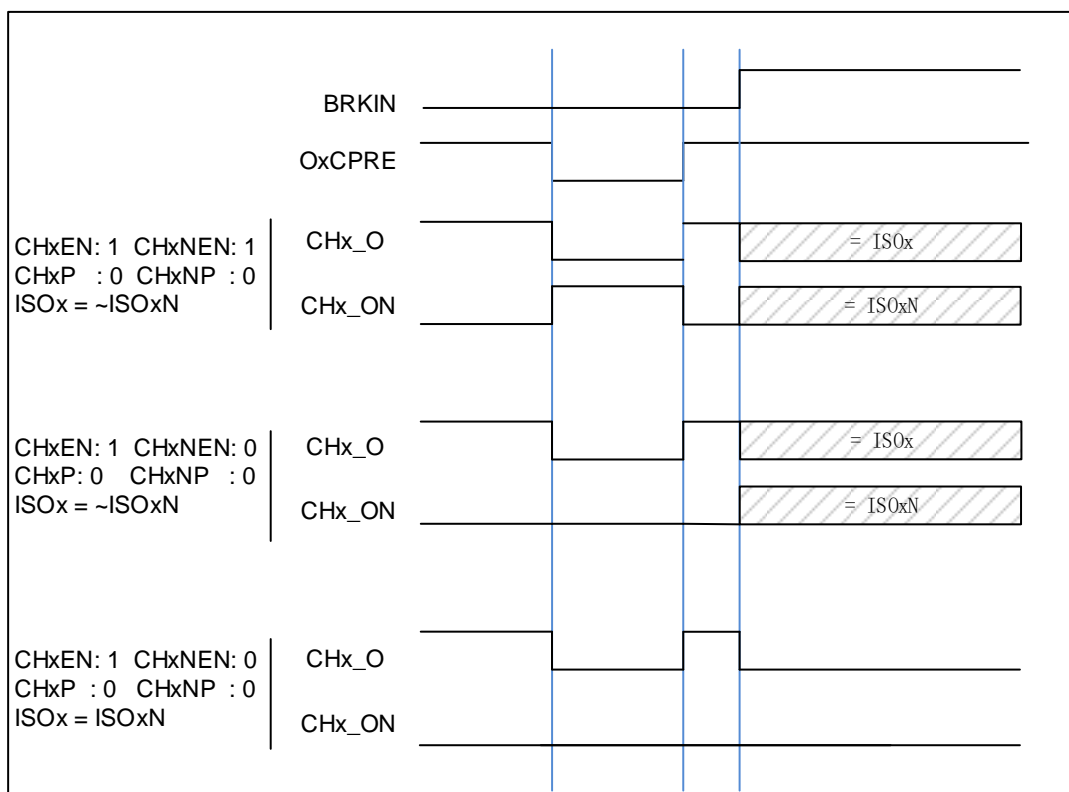 BRKIN
OxCPRE
CHxEN: 1 CHxNEN: 1
CHxP : 0 CHxNP : 0
ISOx = ~ISOxN
CHx_O
= ISOx
CHx_ON
= ISOxN
CHxEN: 1 CHxNEN: 0
CHxP: 0 CHxNP : 0
ISOx = ~ISOxN
CHx_O
= ISOx
CHx_ON
= ISOxN
CHxEN: 1 CHxNEN: 0
CHxP : 0 CHxNP : 0
ISOx = ISOxN
CHx_O
CHx_ON